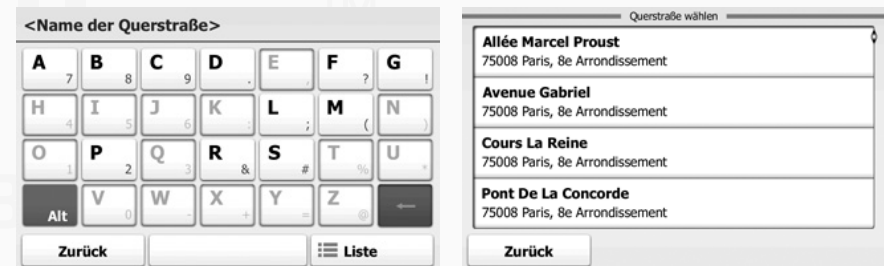 <Name der Querstraße>
A 7 B 8 C 9 D . E , F ? G !
H 4 I 5 J 6 K : L ; M ( N )
O 1 P 2 Q 3 R & S # T % U *
Alt V 0 W - X + Y = Z @ ←
Zurück Liste
Querstraße wählen
Allée Marcel Proust
75008 Paris, 8e Arrondissement
Avenue Gabriel
75008 Paris, 8e Arrondissement
Cours La Reine
75008 Paris, 8e Arrondissement
Pont De La Concorde
75008 Paris, 8e Arrondissement
Zurück